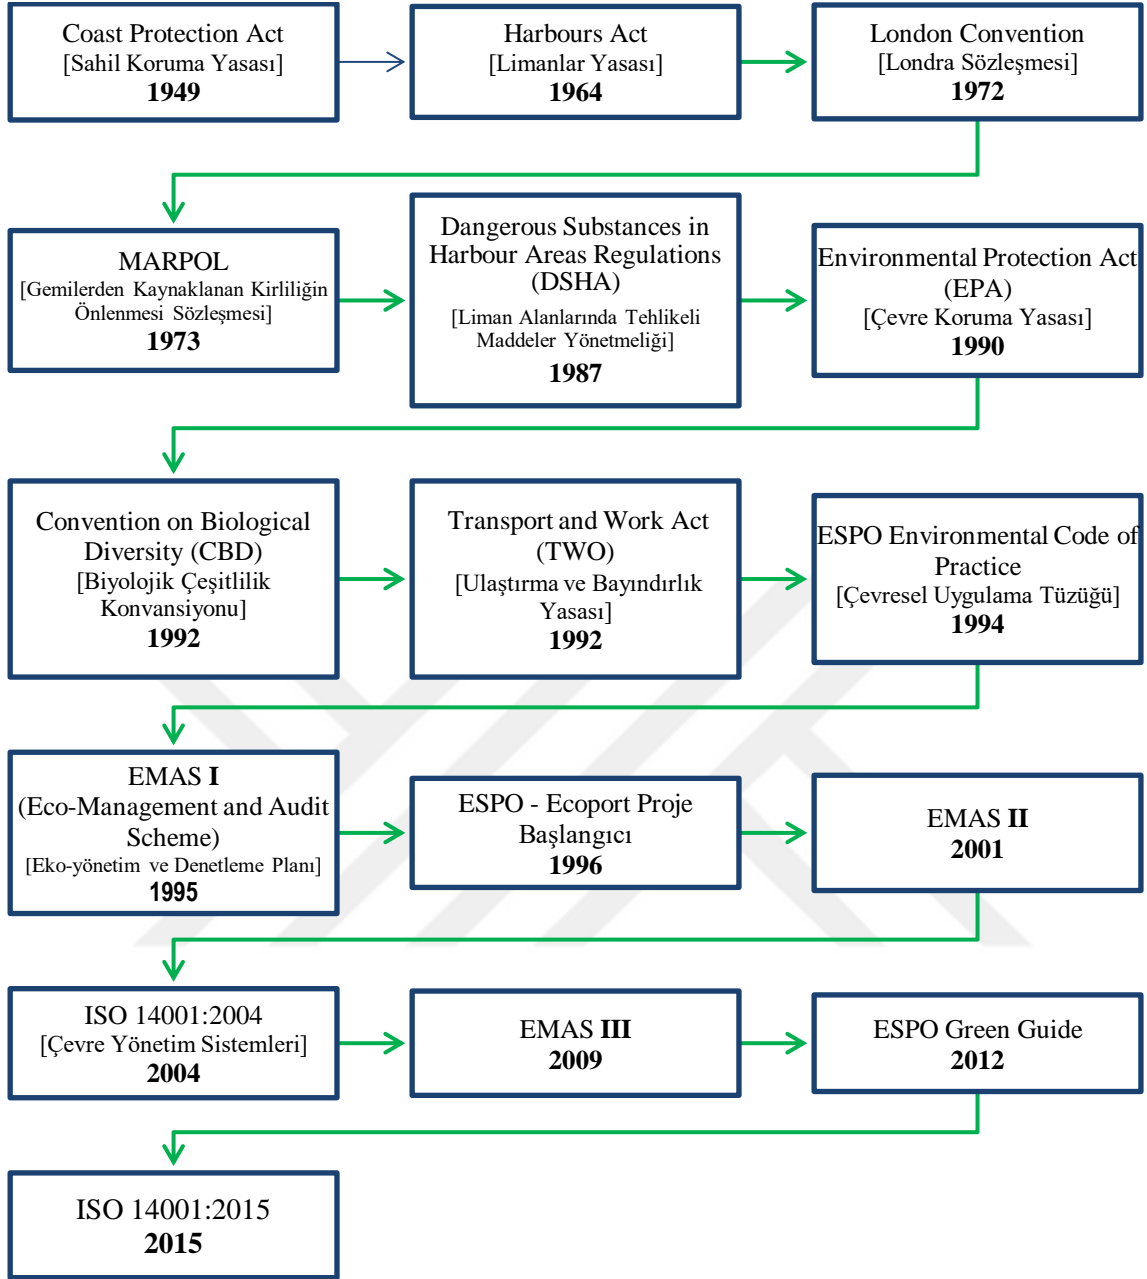 Coast Protection Act
[Sahil Koruma Yasası]
1949
Harbours Act
[Limanlar Yasası]
1964
London Convention
[Londra Sözleşmesi]
1972
MARPOL
[Gemilerden Kaynaklanan Kirliliğin
Önlenmesi Sözleşmesi]
1973
Dangerous Substances in
Harbour Areas Regulations
(DSHA)
[Liman Alanlarında Tehlikeli
Maddeler Yönetmeliği]
1987
Environmental Protection Act
(EPA)
[Çevre Koruma Yasası]
1990
Convention on Biological
Diversity (CBD)
[Biyolojik Çeşitlilik
Konvansiyonu]
1992
Transport and Work Act
(TWO)
[Ulaştırma ve Bayındırlık
Yasası]
1992
ESPO Environmental Code of
Practice
[Çevresel Uygulama Tüzüğü]
1994
EMAS I
(Eco-Management and Audit
Scheme)
[Eko-yönetim ve Denetleme Planı]
1995
ESPO - Ecoport Proje
Başlangıcı
1996
EMAS II
2001
ISO 14001:2004
[Çevre Yönetim Sistemleri]
2004
EMAS III
2009
ESPO Green Guide
2012
ISO 14001:2015
2015